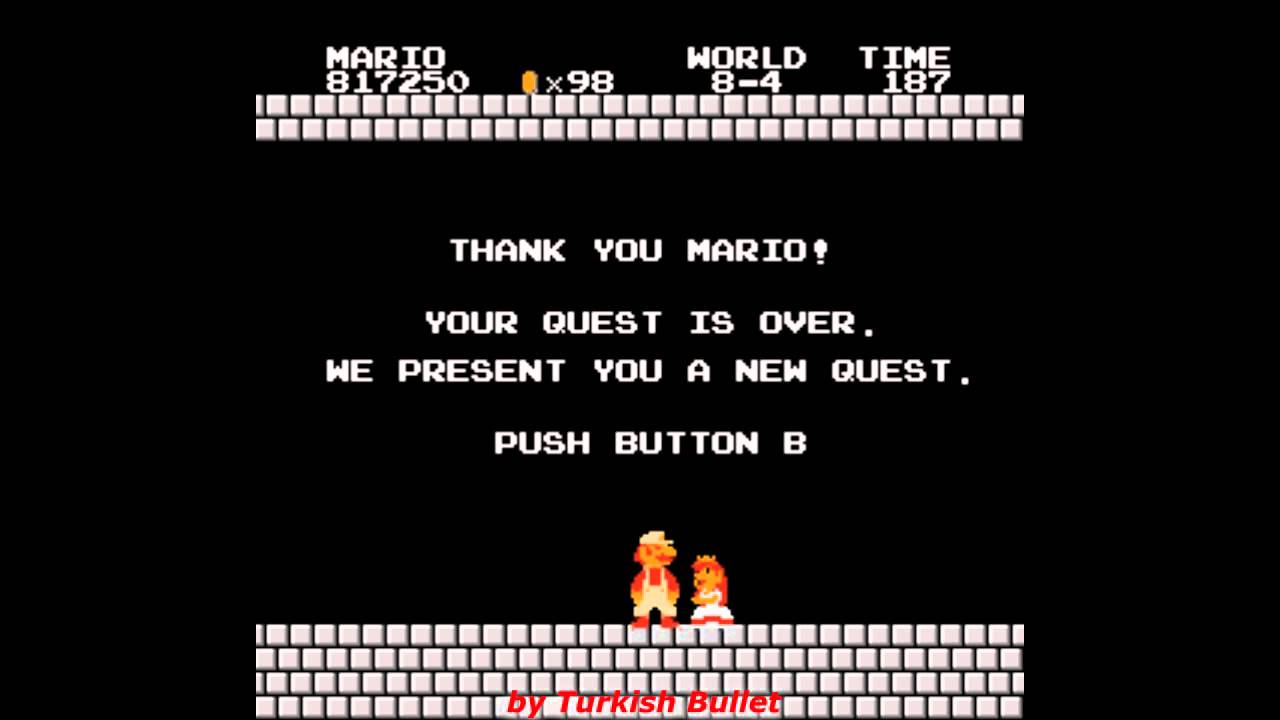 MARIO WORLD TIME
817250 ×98 8-4 187
THANK YOU MARIO!
YOUR QUEST IS OVER.
WE PRESENT YOU A NEW QUEST.
PUSH BUTTON B
by Turkish Bullet